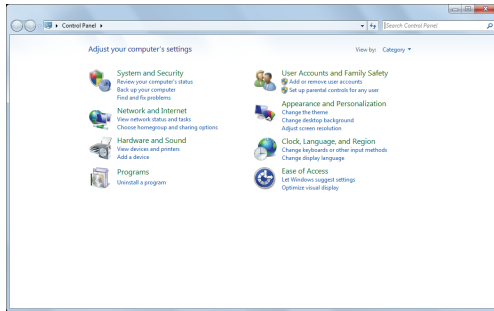 Control Panel
Search Control Panel
Adjust your computer's settings
View by: Category
System and Security
Review your computer's status
Back up your computer
Find and fix problems
Network and Internet
View network status and tasks
Choose homegroup and sharing options
Hardware and Sound
View devices and printers
Add a device
Programs
Uninstall a program
User Accounts and Family Safety
Add or remove user accounts
Set up parental controls for any user
Appearance and Personalization
Change the theme
Change desktop background
Adjust screen resolution
Clock, Language, and Region
Change keyboards or other input methods
Change display language
Ease of Access
Let Windows suggest settings
Optimize visual display